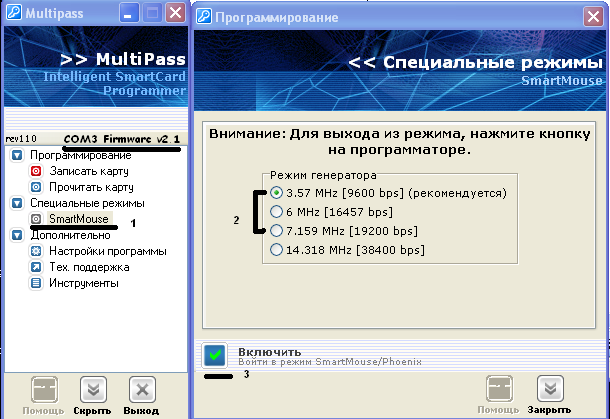 Multipass
>> MultiPass
Intelligent SmartCard
Programmer
rev110 COM3 Firmware v2.1
Программирование
Записать карту
Прочитать карту
Специальные режимы
SmartMouse
1
Дополнительно
Настройки программы
Тех. поддержка
Инструменты
Помощь Скрыть Выход
Программирование
<< Специальные режимы
SmartMouse
Внимание: Для выхода из режима, нажмите кнопку
на программаторе.
Режим генератора
3.57 MHz [9600 bps] (рекомендуется)
6 MHz [16457 bps]
2
7.159 MHz [19200 bps]
14.318 MHz [38400 bps]
Включить
Войти в режим SmartMouse/Phoenix
3
Помощь Закрыть